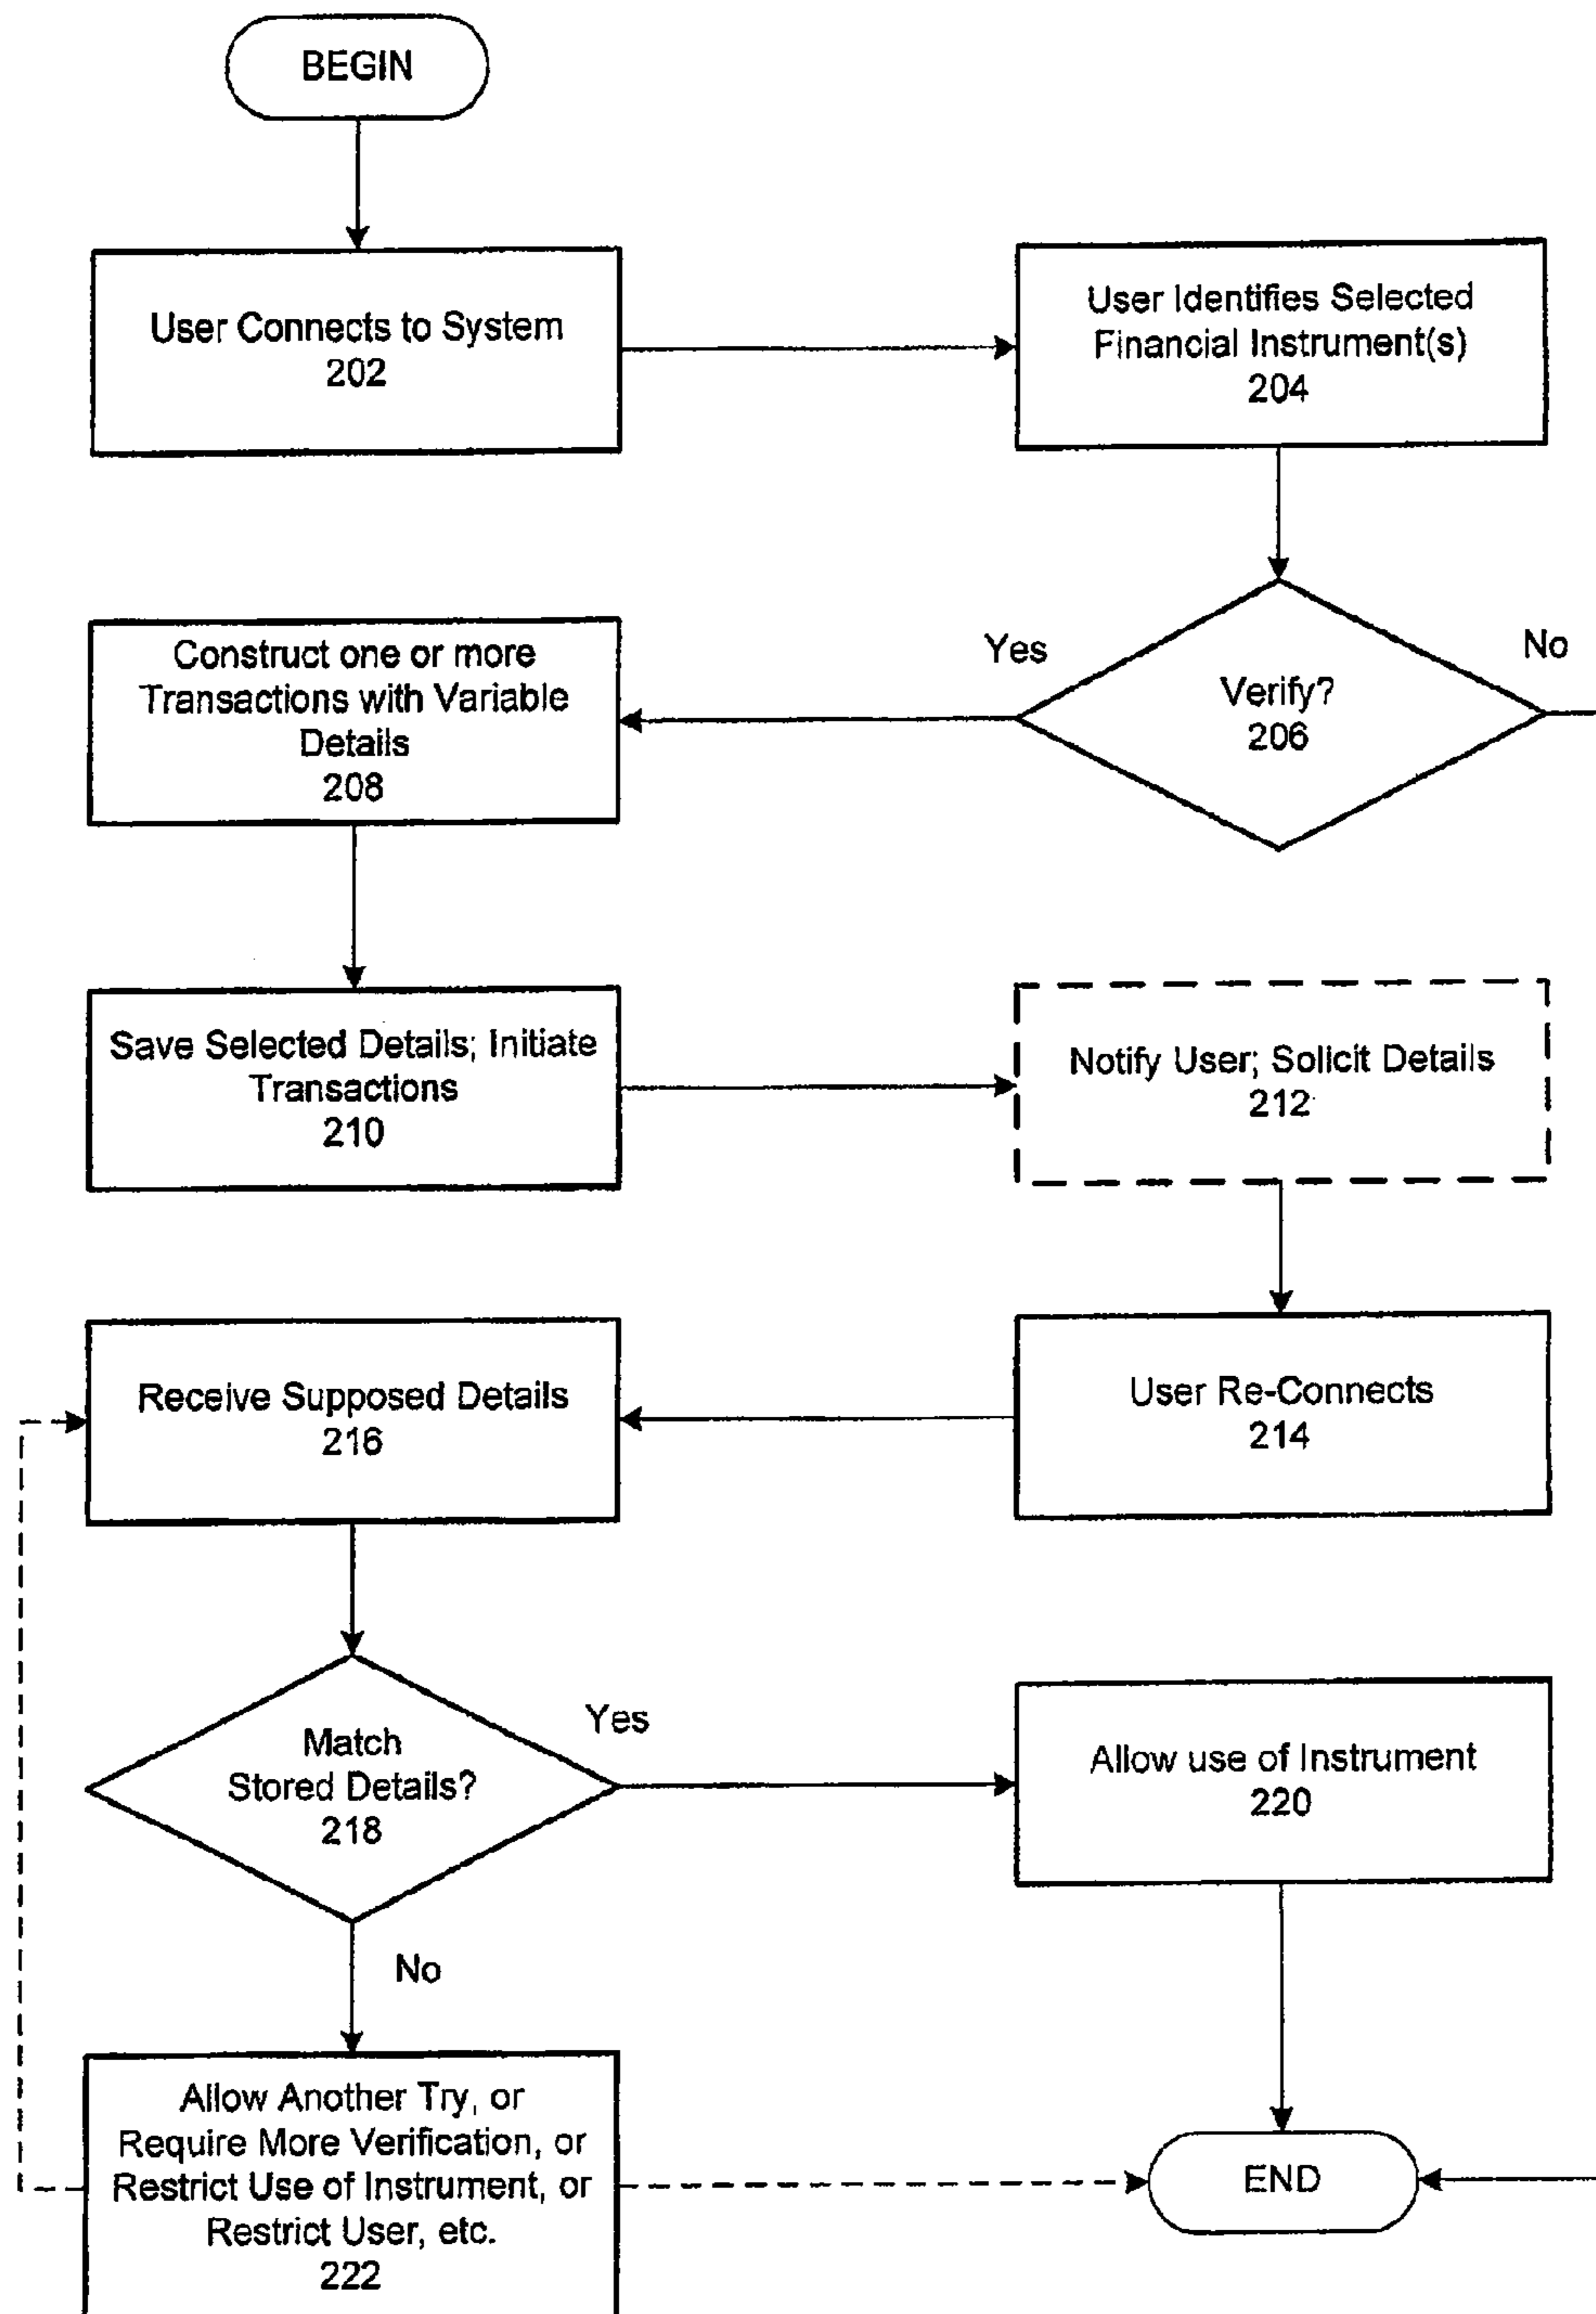 BEGIN
User Connects to System
202
User Identifies Selected
Financial Instrument(s)
204
Verify?
206
Yes
No
Construct one or more
Transactions with Variable
Details
208
Save Selected Details; Initiate
Transactions
210
Notify User; Solicit Details
212
User Re-Connects
214
Receive Supposed Details
216
Match
Stored Details?
218
Yes
No
Allow use of Instrument
220
Allow Another Try, or
Require More Verification, or
Restrict Use of Instrument, or
Restrict User, etc.
222
END